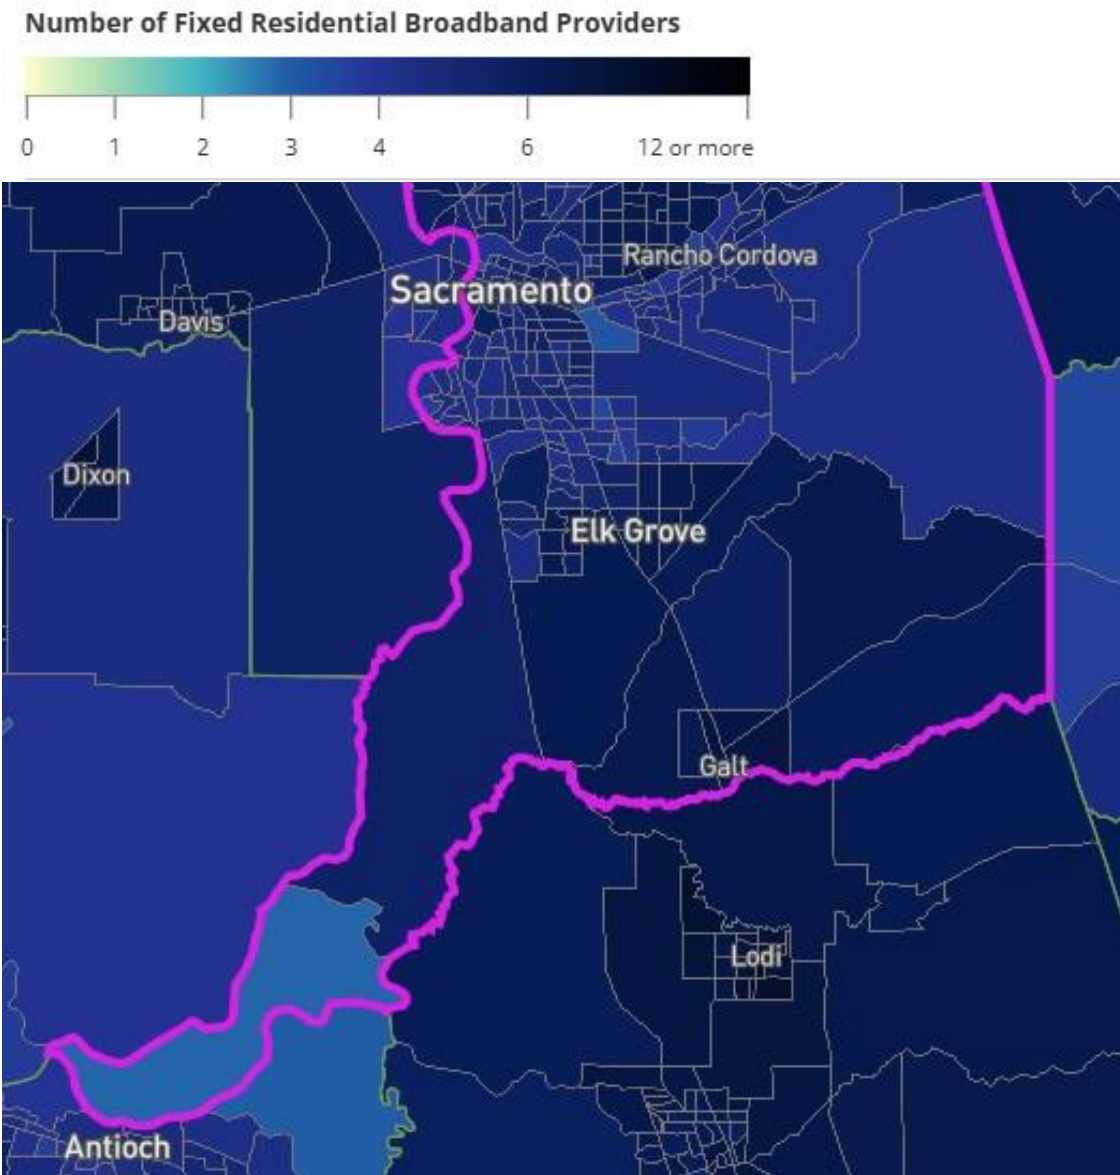 Number of Fixed Residential Broadband Providers
0 1 2 3 4 6 12 or more
Rancho Cordova
Sacramento
Davis
Dixon
Elk Grove
Galt
Lodi
Antioch